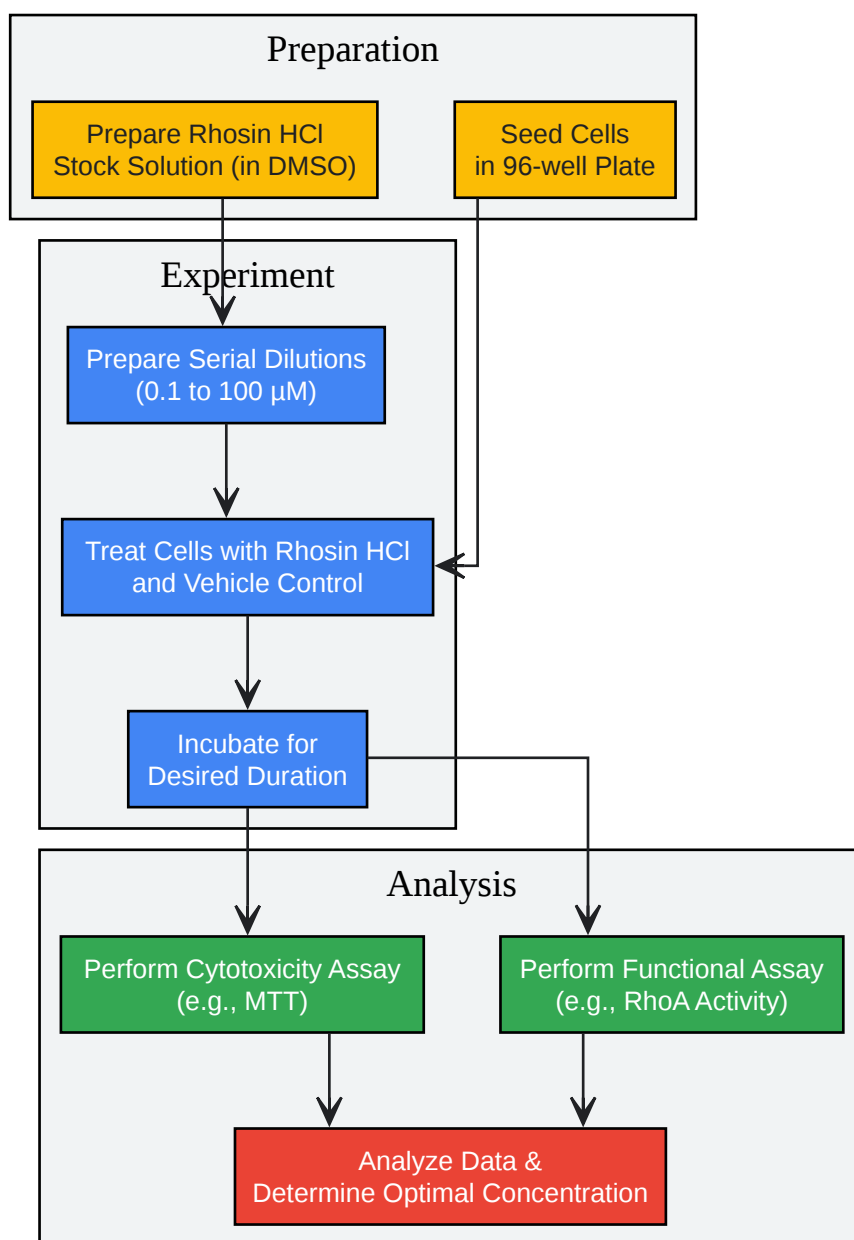 Preparation
Prepare Rhosin HCl
Stock Solution (in DMSO)
Seed Cells
in 96-well Plate
Experiment
Prepare Serial Dilutions
(0.1 to 100 µM)
Treat Cells with Rhosin HCl
and Vehicle Control
Incubate for
Desired Duration
Analysis
Perform Cytotoxicity Assay
(e.g., MTT)
Perform Functional Assay
(e.g., RhoA Activity)
Analyze Data &
Determine Optimal Concentration